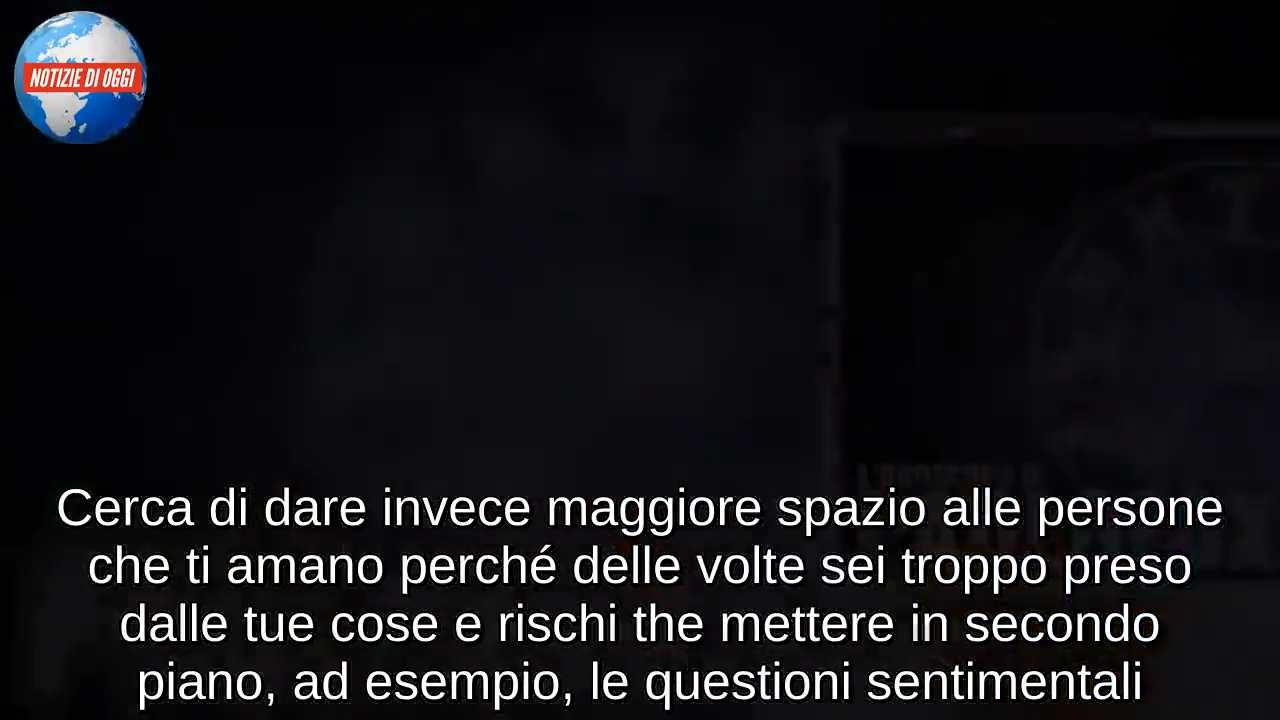 NOTIZIE DI OGGI
Cerca di dare invece maggiore spazio alle persone
che ti amano perché delle volte sei troppo preso
dalle tue cose e rischi the mettere in secondo
piano, ad esempio, le questioni sentimentali